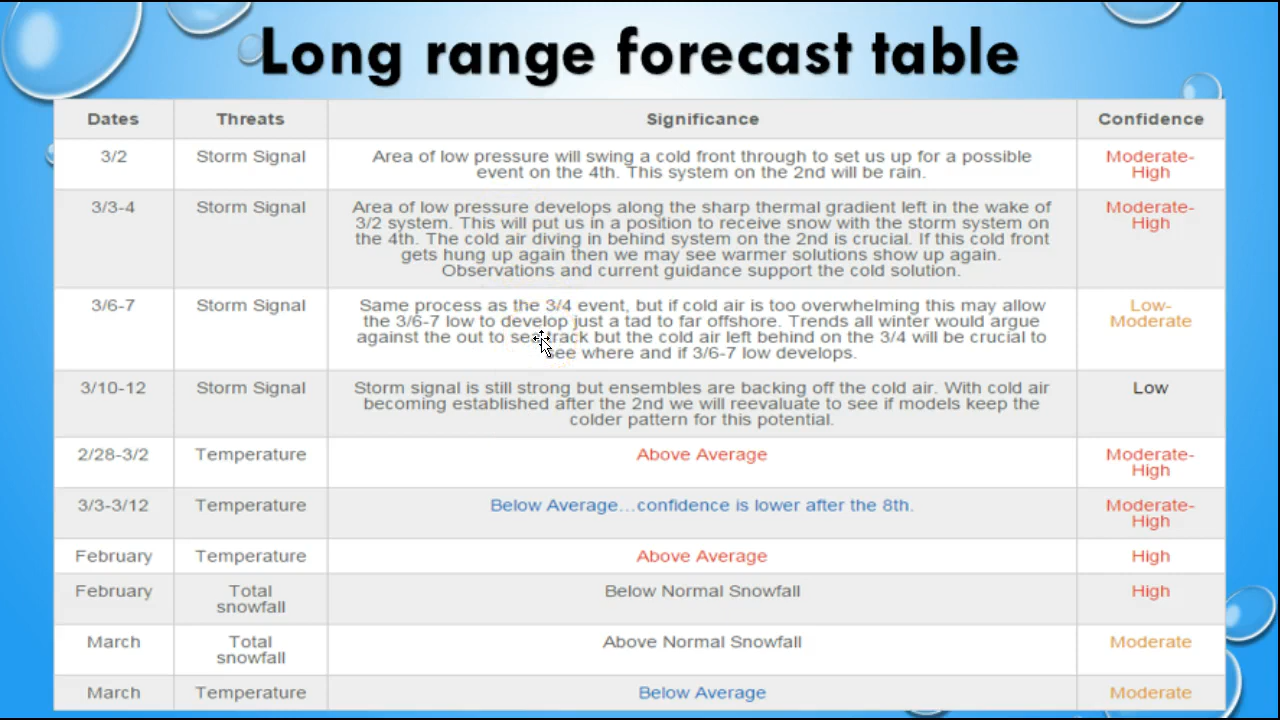 Long range forecast table
Dates Threats Significance Confidence
3/2 Storm Signal Area of low pressure will swing a cold front through to set us up for a possible Moderate-
event on the 4th. This system on the 2nd will be rain. High
3/3-4 Storm Signal Area of low pressure develops along the sharp thermal gradient left in the wake of Moderate-
3/2 system. This will put us in a position to receive snow with the storm system on High
the 4th. The cold air diving in behind system on the 2nd is crucial. If this cold front
gets hung up again then we may see warmer solutions show up again.
Observations and current guidance support the cold solution.
3/6-7 Storm Signal Same process as the 3/4 event, but if cold air is too overwhelming this may allow Low-
the 3/6-7 low to develop just a tad to far offshore. Trends all winter would argue Moderate
against the out to sea track but the cold air left behind on the 3/4 will be crucial to
see where and if 3/6-7 low develops.
3/10-12 Storm Signal Storm signal is still strong but ensembles are backing off the cold air. With cold air Low
becoming established after the 2nd we will reevaluate to see if models keep the
colder pattern for this potential.
2/28-3/2 Temperature Above Average Moderate-
High
3/3-3/12 Temperature Below Average...confidence is lower after the 8th. Moderate-
High
February Temperature Above Average High
February Total Below Normal Snowfall High
snowfall
March Total Above Normal Snowfall Moderate
snowfall
March Temperature Below Average Moderate